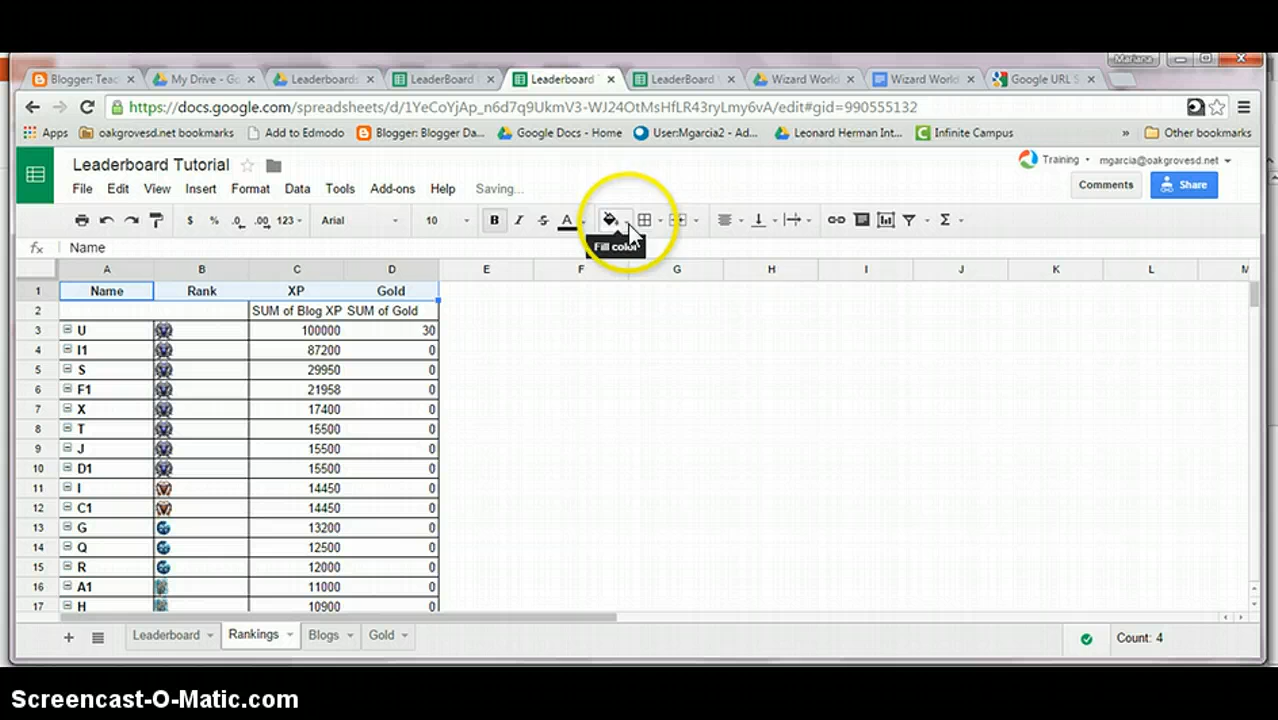 Mariana
Blogger: Teac
My Drive - Go
Leaderboards
LeaderBoard
Leaderboard T
LeaderBoard
Wizard World
Wizard World
Google URL S
https://docs.google.com/spreadsheets/d/1YeCoYjAp_n6d7q9UkmV3-WJ24OtMsHfLR43ryLmy6vA/edit#gid=990555132
Apps oakgrovesd.net bookmarks Add to Edmodo Blogger: Blogger Da... Google Docs - Home User:Mgarcia2 - Ad... Leonard Herman Int... Infinite Campus » Other bookmarks
Leaderboard Tutorial
Training mgarcia@oakgrovesd.net
File Edit View Insert Format Data Tools Add-ons Help Saving...
Comments Share
$ % .0 .00 123 Arial 10 B I S A Σ
Fill color
fx Name
A B C D E F G H I J K L M
1 Name Rank XP Gold
2 SUM of Blog XP SUM of Gold
3 U 100000 30
4 I1 87200 0
5 S 29950 0
6 F1 21958 0
7 X 17400 0
8 T 15500 0
9 J 15500 0
10 D1 15500 0
11 I 14450 0
12 C1 14450 0
13 G 13200 0
14 Q 12500 0
15 R 12000 0
16 A1 11000 0
17 H 10900 0
+ Leaderboard Rankings Blogs Gold
Count: 4
Screencast-O-Matic.com